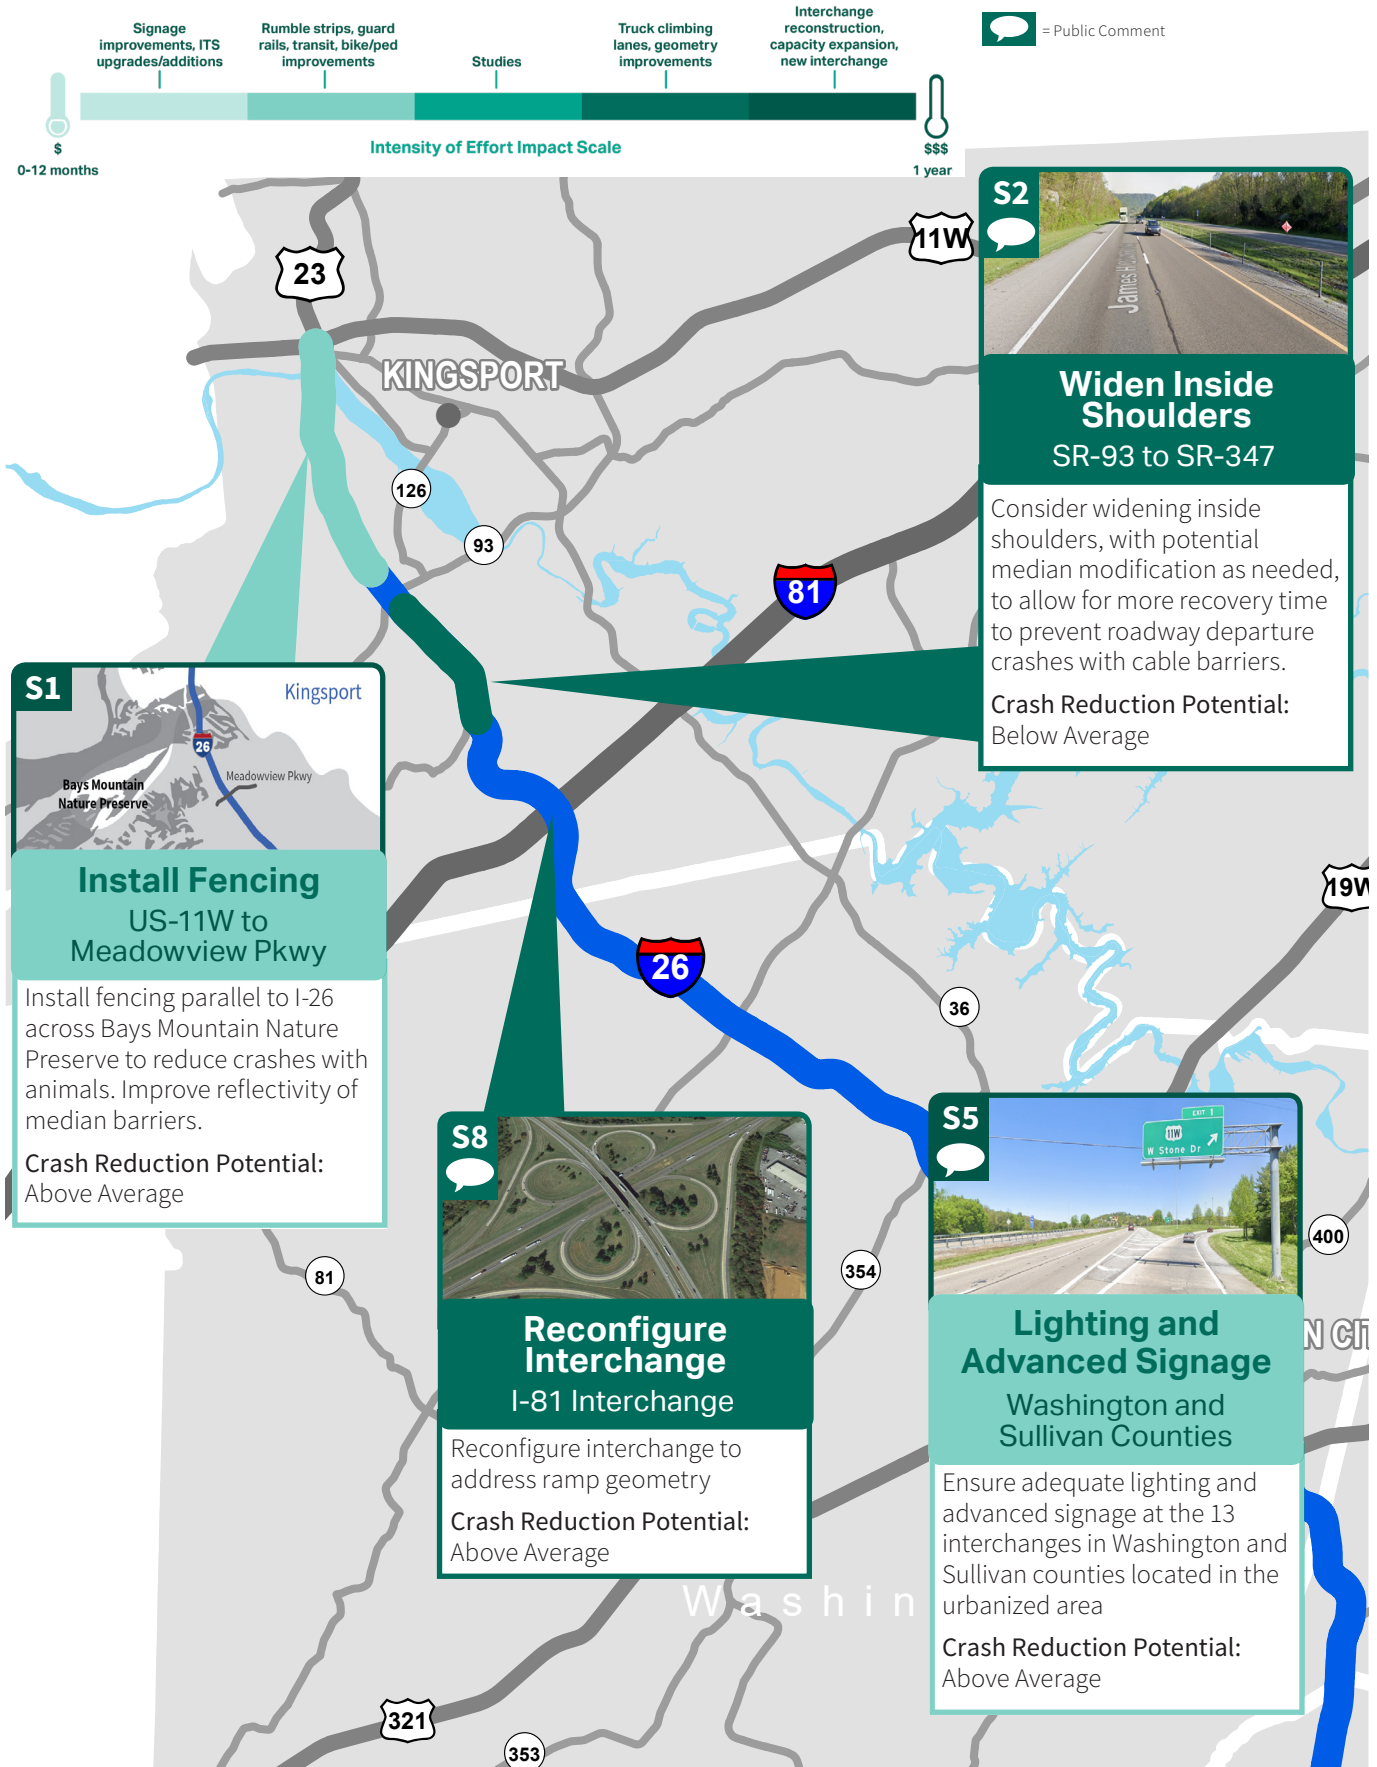 Signage
improvements, ITS
upgrades/additions
Rumble strips, guard
rails, transit, bike/ped
improvements
Studies
Truck climbing
lanes, geometry
improvements
Interchange
reconstruction,
capacity expansion,
new interchange
= Public Comment
$
0-12 months
Intensity of Effort Impact Scale
$$$
1 year
23
11W
KINGSPORT
126
93
81
S2
James H
Widen Inside
Shoulders
SR-93 to SR-347
Consider widening inside
shoulders, with potential
median modification as needed,
to allow for more recovery time
to prevent roadway departure
crashes with cable barriers.
Crash Reduction Potential:
Below Average
S1
Kingsport
26
Meadowview Pkwy
Bays Mountain
Nature Preserve
Install Fencing
US-11W to
Meadowview Pkwy
Install fencing parallel to I-26
across Bays Mountain Nature
Preserve to reduce crashes with
animals. Improve reflectivity of
median barriers.
Crash Reduction Potential:
Above Average
19W
26
36
S8
Reconfigure
Interchange
I-81 Interchange
Reconfigure interchange to
address ramp geometry
Crash Reduction Potential:
Above Average
S5
EXIT 1
11W
W Stone Dr
Lighting and
Advanced Signage
Washington and
Sullivan Counties
Ensure adequate lighting and
advanced signage at the 13
interchanges in Washington and
Sullivan counties located in the
urbanized area
Crash Reduction Potential:
Above Average
400
354
81
N CIT
Washin
321
353